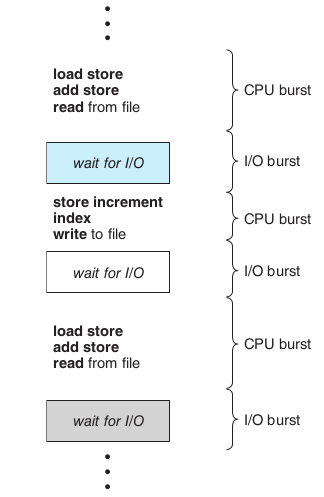 load store
add store
read from file
CPU burst
wait for I/O
I/O burst
store increment
index
write to file
CPU burst
wait for I/O
I/O burst
load store
add store
read from file
CPU burst
wait for I/O
I/O burst